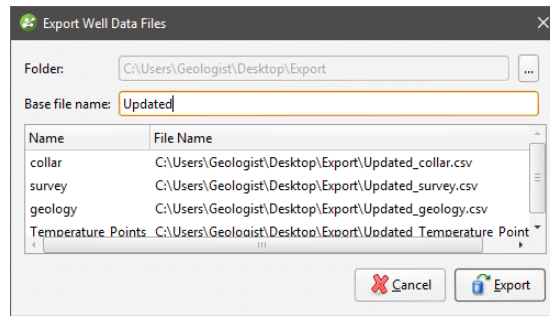 Export Well Data Files
Folder: C:\Users\Geologist\Desktop\Export ...
Base file name: Updated
Name File Name
collar C:\Users\Geologist\Desktop\Export\Updated_collar.csv
survey C:\Users\Geologist\Desktop\Export\Updated_survey.csv
geology C:\Users\Geologist\Desktop\Export\Updated_geology.csv
Temperature Points C:\Users\Geologist\Desktop\Export\Updated Temperature Point
Cancel Export